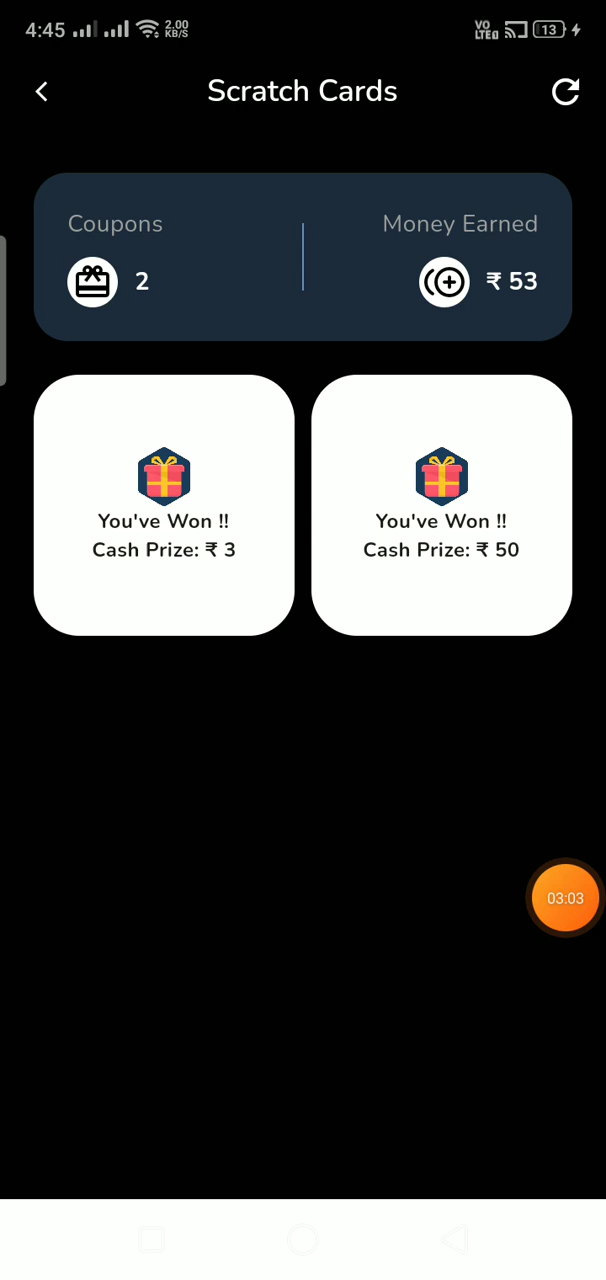 4:45 2.00 KB/S VO LTE 13
Scratch Cards
Coupons Money Earned
2 ₹ 53
You've Won !! You've Won !!
Cash Prize: ₹ 3 Cash Prize: ₹ 50
03:03